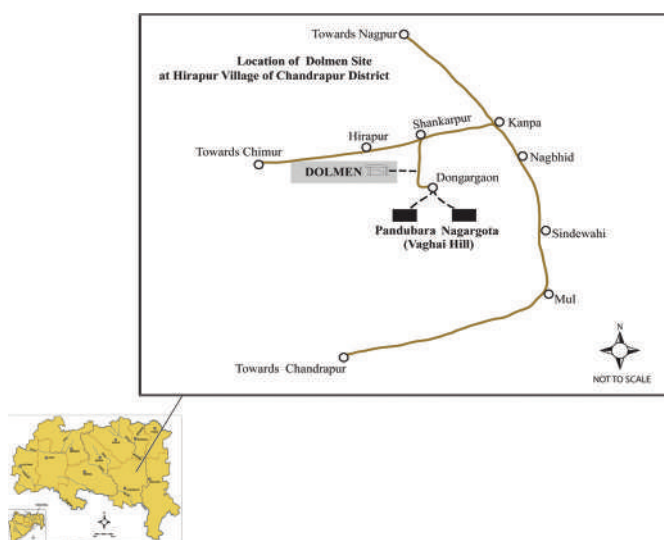 Towards Nagpur
Location of Dolmen Site
at Hirapur Village of Chandrapur District
Shankarpur
Kanpa
Hirapur
Nagbhid
Towards Chimur
DOLMEN
Dongargaon
Pandubara Nagargota
(Vaghai Hill)
Sindewahi
Mul
N
Towards Chandrapur
NOT TO SCALE